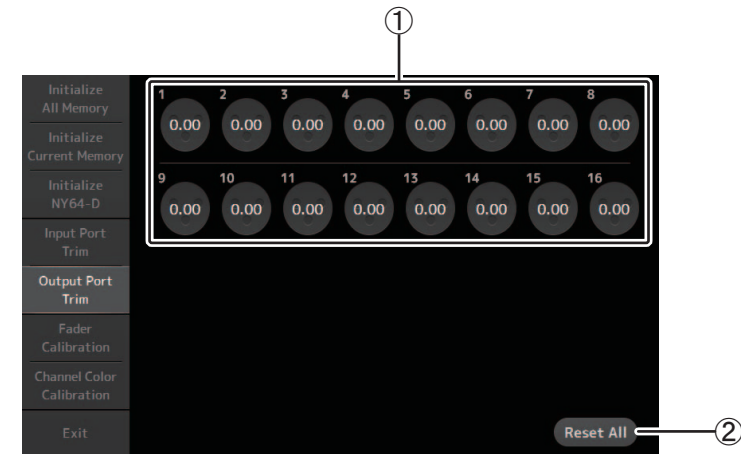 ①
Initialize
All Memory
Initialize
Current Memory
Initialize
NY64-D
Input Port
Trim
Output Port
Trim
Fader
Calibration
Channel Color
Calibration
Exit
1 2 3 4 5 6 7 8
0.00 0.00 0.00 0.00 0.00 0.00 0.00 0.00
9 10 11 12 13 14 15 16
0.00 0.00 0.00 0.00 0.00 0.00 0.00 0.00
Reset All ②